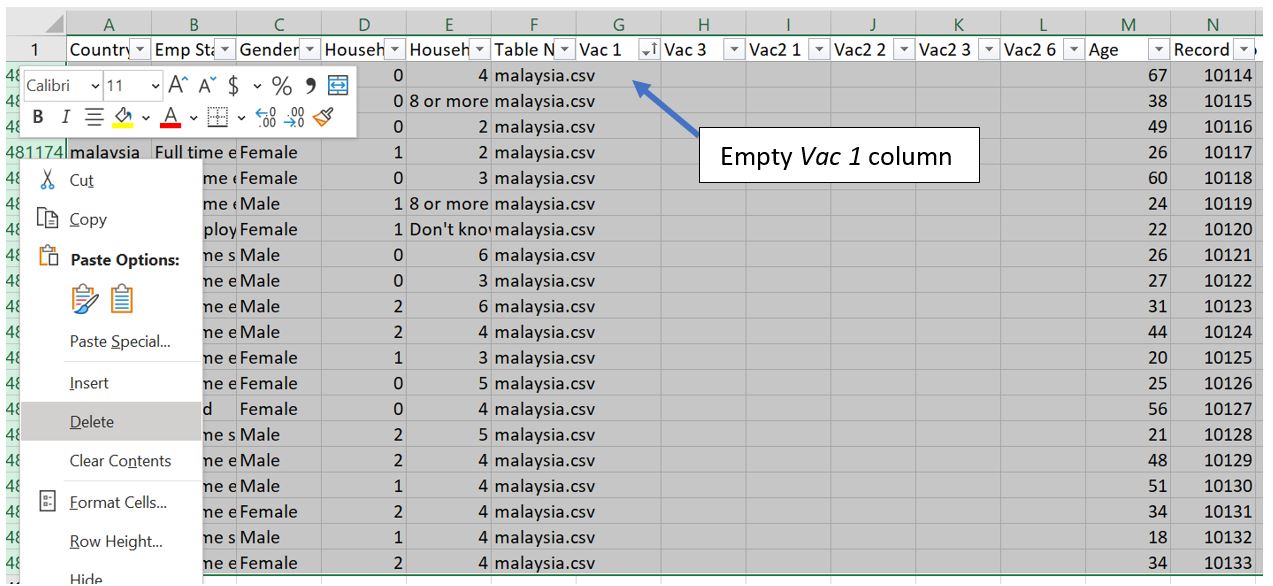 A B C D E F G H I J K L M N
1 Country Emp Sta Gender Househ Househ Table N Vac 1 Vac 3 Vac2 1 Vac2 2 Vac2 3 Vac2 6 Age Record
48 0 4 malaysia.csv 67 10114
48 0 8 or more malaysia.csv 38 10115
48 0 2 malaysia.csv 49 10116
481174 malaysia Full time e Female 1 2 malaysia.csv 26 10117
48 me e Female 0 3 malaysia.csv 60 10118
48 me e Male 1 8 or more malaysia.csv 24 10119
48 ploy Female 1 Don't know malaysia.csv 22 10120
48 me s Male 0 6 malaysia.csv 26 10121
48 me e Male 0 3 malaysia.csv 27 10122
48 me e Male 2 6 malaysia.csv 31 10123
48 me e Male 2 4 malaysia.csv 44 10124
48 me e Female 1 3 malaysia.csv 20 10125
48 me e Female 0 5 malaysia.csv 25 10126
48 d Female 0 4 malaysia.csv 56 10127
48 me s Male 2 5 malaysia.csv 21 10128
48 me e Male 2 4 malaysia.csv 48 10129
48 me e Male 1 4 malaysia.csv 51 10130
48 me e Female 2 4 malaysia.csv 34 10131
48 me s Male 1 4 malaysia.csv 18 10132
48 me e Female 2 4 malaysia.csv 34 10133
Calibri 11 A A $ % ,
B I A .00 .00
Cut
Copy
Paste Options:
Paste Special...
Insert
Delete
Clear Contents
Format Cells...
Row Height...
Hide
Empty Vac 1 column